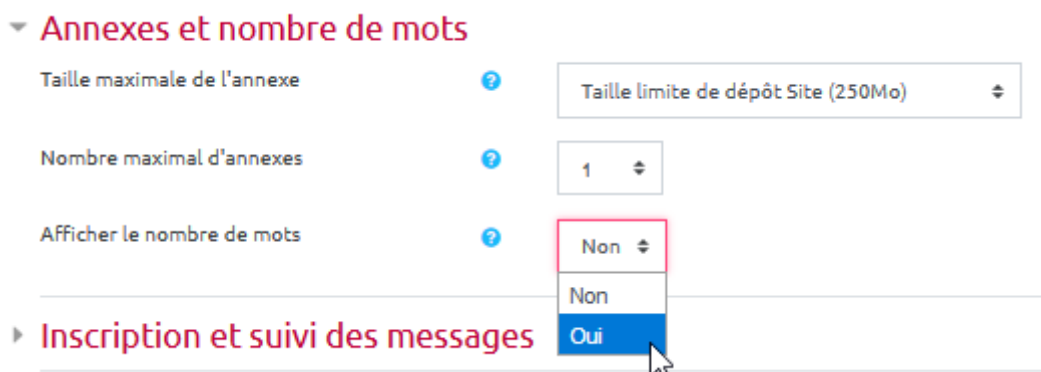 Annexes et nombre de mots
Taille maximale de l'annexe
Taille limite de dépôt Site (250Mo)
Nombre maximal d'annexes
1
Afficher le nombre de mots
Non
Non
Oui
Inscription et suivi des messages